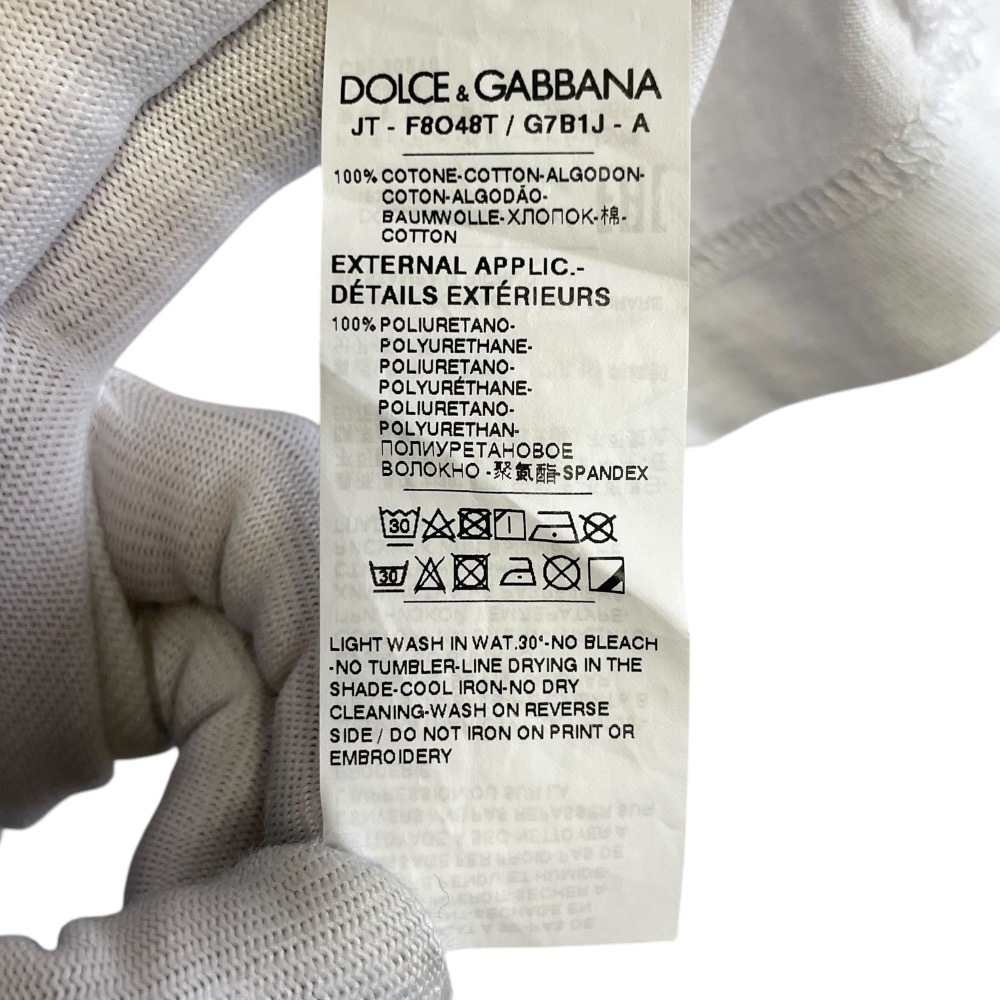 DOLCE & GABBANA
JT - F8O48T / G7B1J - A
100% COTONE-COTTON-ALGODON-
COTON-ALGODÃO-
BAUMWOLLE-ХЛОПОК-棉-
COTTON
EXTERNAL APPLIC.-
DÉTAILS EXTÉRIEURS
100% POLIURETANO-
POLYURETHANE-
POLIURETANO-
POLYURÉTHANE-
POLIURETANO-
POLYURETHAN-
ПОЛИУРЕТАНОВОЕ
ВОЛОКНО -聚氨酯-SPANDEX
30
30
LIGHT WASH IN WAT.30°-NO BLEACH
-NO TUMBLER-LINE DRYING IN THE
SHADE-COOL IRON-NO DRY
CLEANING-WASH ON REVERSE
SIDE / DO NOT IRON ON PRINT OR
EMBROIDERY